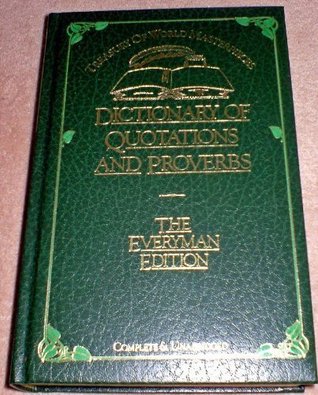 TREASURY OF WORLD MASTERPIECES
DICTIONARY OF
QUOTATIONS
AND PROVERBS
THE
EVERYMAN
EDITION
COMPLETE & UNABRIDGED